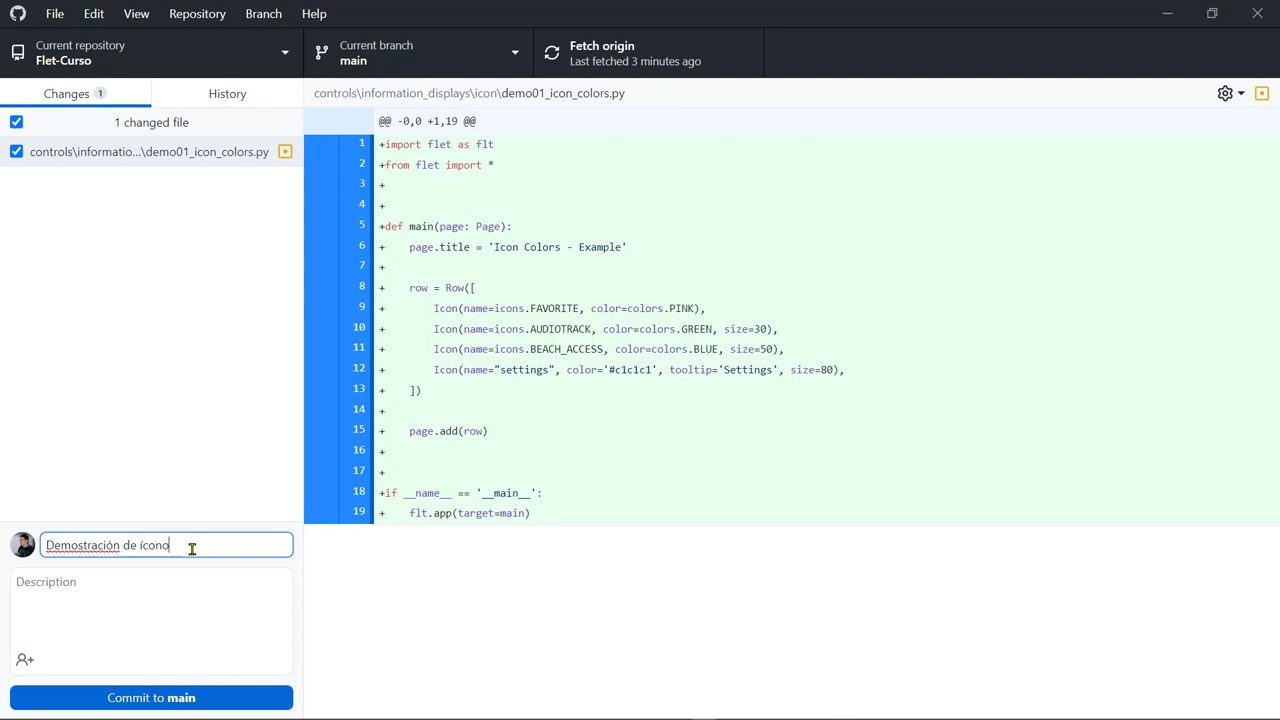 File Edit View Repository Branch Help
Current repository
Flet-Curso
Current branch
main
Fetch origin
Last fetched 3 minutes ago
Changes 1
History
controls\information_displays\icon\demo01_icon_colors.py
1 changed file
controls\informatio...\demo01_icon_colors.py
@@ -0,0 +1,19 @@
1 +import flet as flt
2 +from flet import *
3 +
4 +
5 +def main(page: Page):
6 +    page.title = 'Icon Colors - Example'
7 +
8 +    row = Row([
9 +        Icon(name=icons.FAVORITE, color=colors.PINK),
10 +        Icon(name=icons.AUDIOTRACK, color=colors.GREEN, size=30),
11 +        Icon(name=icons.BEACH_ACCESS, color=colors.BLUE, size=50),
12 +        Icon(name="settings", color='#c1c1c1', tooltip='Settings', size=80),
13 +    ])
14 +
15 +    page.add(row)
16 +
17 +
18 +if __name__ == '__main__':
19 +    flt.app(target=main)
Demostración de ícono
Description
Commit to main